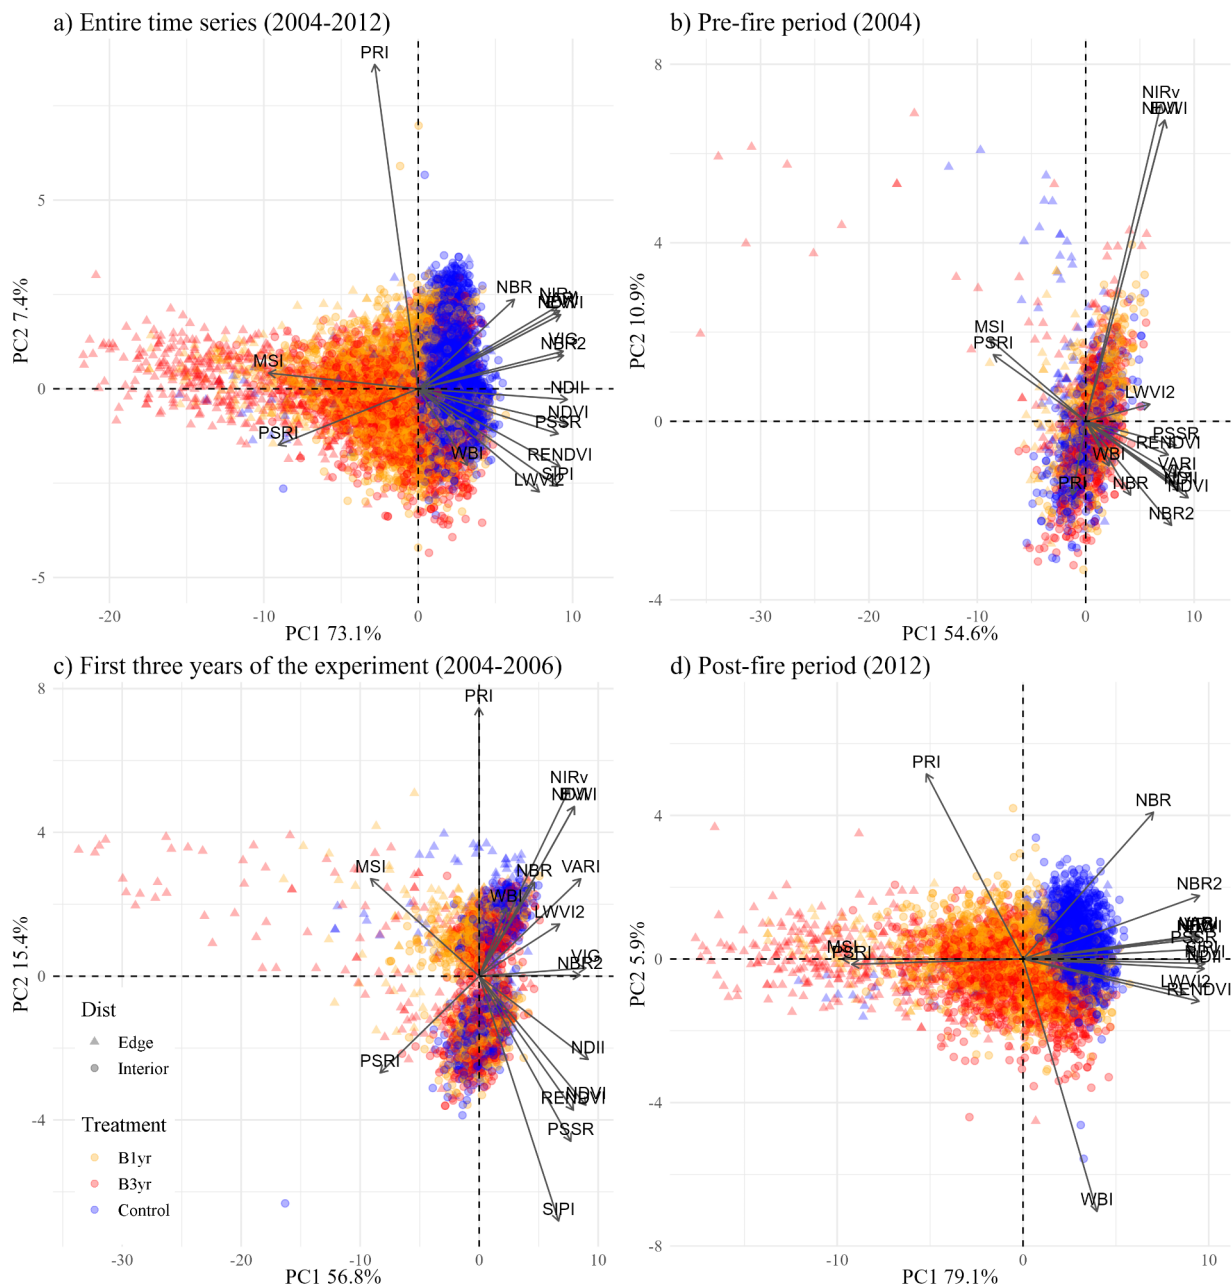 a) Entire time series (2004-2012)
PRI
NBR
NIRv
NDWI
VIG
NBR2
MSI
NDII
NDVI
PSSR
PSRI
WBI
RENDVI
SIPI
LWVI2
5
0
-5
PC2 7.4%
-20
-10
0
10
PC1 73.1%
b) Pre-fire period (2004)
NIRv
NDWI
MSI
PSRI
LWVI2
PSSR
RENDVI
WBI
VARI
NDII
NDVI
PRI
NBR
NBR2
8
4
0
-4
PC2 10.9%
-30
-20
-10
0
10
PC1 54.6%
c) First three years of the experiment (2004-2006)
PRI
NIRv
NDWI
MSI
NBR
VARI
WBI
LWVI2
VIG
NBR2
PSRI
NDII
NDVI
RENDVI
PSSR
SIPI
8
4
0
-4
PC2 15.4%
Dist
Edge
Interior
Treatment
B1yr
B3yr
Control
-30
-20
-10
0
10
PC1 56.8%
d) Post-fire period (2012)
PRI
NBR
NBR2
PSSR
MSI
PSRI
NDII
LWVI2
RENDVI
WBI
4
0
-4
-8
PC2 5.9%
-10
0
10
PC1 79.1%